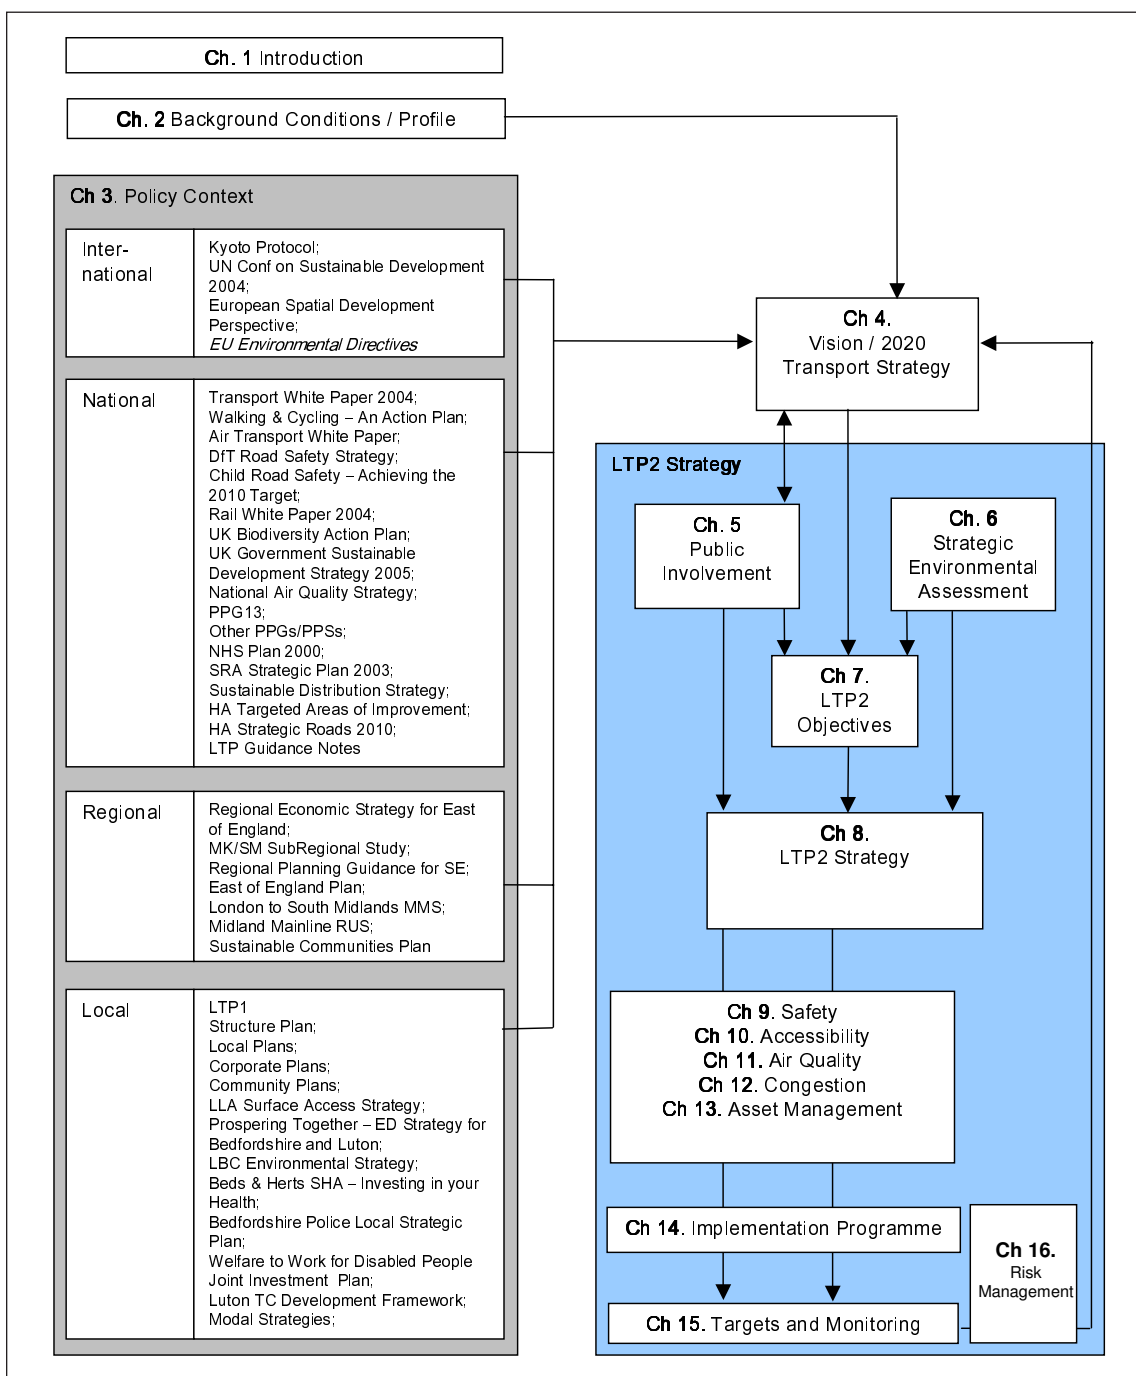 Ch. 1 Introduction
Ch. 2 Background Conditions / Profile
Ch 3. Policy Context
Inter-
national
Kyoto Protocol;
UN Conf on Sustainable Development
2004;
European Spatial Development
Perspective;
EU Environmental Directives
National
Transport White Paper 2004;
Walking & Cycling – An Action Plan;
Air Transport White Paper;
DfT Road Safety Strategy;
Child Road Safety – Achieving the
2010 Target;
Rail White Paper 2004;
UK Biodiversity Action Plan;
UK Government Sustainable
Development Strategy 2005;
National Air Quality Strategy;
PPG13;
Other PPGs/PPSs;
NHS Plan 2000;
SRA Strategic Plan 2003;
Sustainable Distribution Strategy;
HA Targeted Areas of Improvement;
HA Strategic Roads 2010;
LTP Guidance Notes
Regional
Regional Economic Strategy for East
of England;
MK/SM SubRegional Study;
Regional Planning Guidance for SE;
East of England Plan;
London to South Midlands MMS;
Midland Mainline RUS;
Sustainable Communities Plan
Local
LTP1
Structure Plan;
Local Plans;
Corporate Plans;
Community Plans;
LLA Surface Access Strategy;
Prospering Together – ED Strategy for
Bedfordshire and Luton;
LBC Environmental Strategy;
Beds & Herts SHA – Investing in your
Health;
Bedfordshire Police Local Strategic
Plan;
Welfare to Work for Disabled People
Joint Investment Plan;
Luton TC Development Framework;
Modal Strategies;
Ch 4.
Vision / 2020
Transport Strategy
LTP2 Strategy
Ch. 5
Public
Involvement
Ch. 6
Strategic
Environmental
Assessment
Ch 7.
LTP2
Objectives
Ch 8.
LTP2 Strategy
Ch 9. Safety
Ch 10. Accessibility
Ch 11. Air Quality
Ch 12. Congestion
Ch 13. Asset Management
Ch 14. Implementation Programme
Ch 15. Targets and Monitoring
Ch 16.
Risk
Management